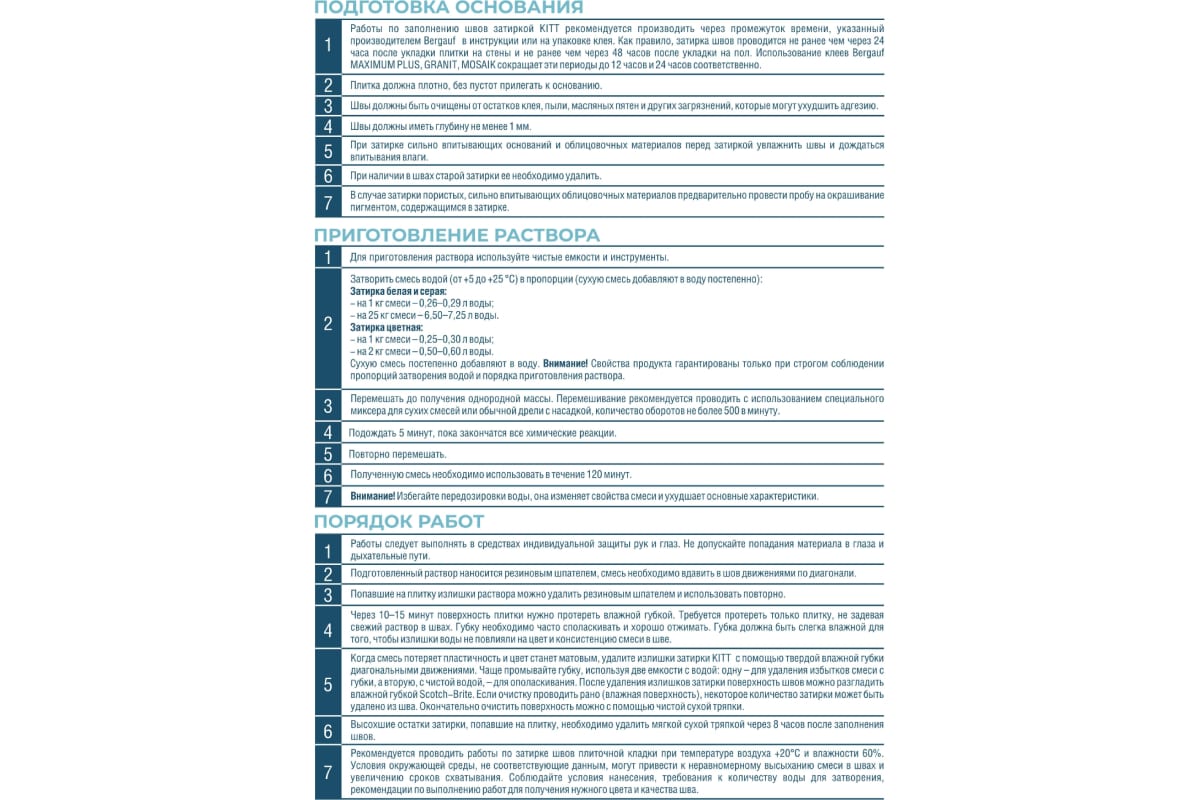 ПОДГОТОВКА ОСНОВАНИЯ
1
Работы по заполнению швов затиркой KITT рекомендуется производить через промежуток времени, указанный
производителем Bergauf в инструкции или на упаковке клея. Как правило, затирка швов проводится не ранее чем через 24
часа после укладки плитки на стены и не ранее чем через 48 часов после укладки на пол. Использование клеев Bergauf
MAXIMUM PLUS, GRANIT, MOSAIK сокращает эти периоды до 12 часов и 24 часов соответственно.
2 Плитка должна плотно, без пустот прилегать к основанию.
3 Швы должны быть очищены от остатков клея, пыли, масляных пятен и других загрязнений, которые могут ухудшить адгезию.
4 Швы должны иметь глубину не менее 1 мм.
5
При затирке сильно впитывающих оснований и облицовочных материалов перед затиркой увлажнить швы и дождаться
впитывания влаги.
6 При наличии в швах старой затирки ее необходимо удалить.
7
В случае затирки пористых, сильно впитывающих облицовочных материалов предварительно провести пробу на окрашивание
пигментом, содержащимся в затирке.
ПРИГОТОВЛЕНИЕ РАСТВОРА
1 Для приготовления раствора используйте чистые емкости и инструменты.
2
Затворить смесь водой (от +5 до +25 °C) в пропорции (сухую смесь добавляют в воду постепенно):
Затирка белая и серая:
– на 1 кг смеси – 0,26–0,29 л воды;
– на 25 кг смеси – 6,50–7,25 л воды.
Затирка цветная:
– на 1 кг смеси – 0,25–0,30 л воды;
– на 2 кг смеси – 0,50–0,60 л воды.
Сухую смесь постепенно добавляют в воду. Внимание! Свойства продукта гарантированы только при строгом соблюдении
пропорций затворения водой и порядка приготовления раствора.
3
Перемешать до получения однородной массы. Перемешивание рекомендуется проводить с использованием специального
миксера для сухих смесей или обычной дрели с насадкой, количество оборотов не более 500 в минуту.
4 Подождать 5 минут, пока закончатся все химические реакции.
5 Повторно перемешать.
6 Полученную смесь необходимо использовать в течение 120 минут.
7 Внимание! Избегайте передозировки воды, она изменяет свойства смеси и ухудшает основные характеристики.
ПОРЯДОК РАБОТ
1
Работы следует выполнять в средствах индивидуальной защиты рук и глаз. Не допускайте попадания материала в глаза и
дыхательные пути.
2 Подготовленный раствор наносится резиновым шпателем, смесь необходимо вдавить в шов движениями по диагонали.
3 Попавшие на плитку излишки раствора можно удалить резиновым шпателем и использовать повторно.
4
Через 10–15 минут поверхность плитки нужно протереть влажной губкой. Требуется протереть только плитку, не задевая
свежий раствор в швах. Губку необходимо часто споласкивать и хорошо отжимать. Губка должна быть слегка влажной для
того, чтобы излишки воды не повлияли на цвет и консистенцию смеси в шве.
5
Когда смесь потеряет пластичность и цвет станет матовым, удалите излишки затирки KITT с помощью твердой влажной губки
диагональными движениями. Чаще промывайте губку, используя две емкости с водой: одну – для удаления избытков смеси с
губки, а вторую, с чистой водой, – для ополаскивания. После удаления излишков затирки поверхность швов можно разгладить
влажной губкой Scotch-Brite. Если очистку проводить рано (влажная поверхность), некоторое количество затирки может быть
удалено из шва. Окончательно очистить поверхность можно с помощью чистой сухой тряпки.
6
Высохшие остатки затирки, попавшие на плитку, необходимо удалить мягкой сухой тряпкой через 8 часов после заполнения
швов.
7
Рекомендуется проводить работы по затирке швов плиточной кладки при температуре воздуха +20°C и влажности 60%.
Условия окружающей среды, не соответствующие данным, могут привести к неравномерному высыханию смеси в швах и
увеличению сроков схватывания. Соблюдайте условия нанесения, требования к количеству воды для затворения,
рекомендации по выполнению работ для получения нужного цвета и качества шва.